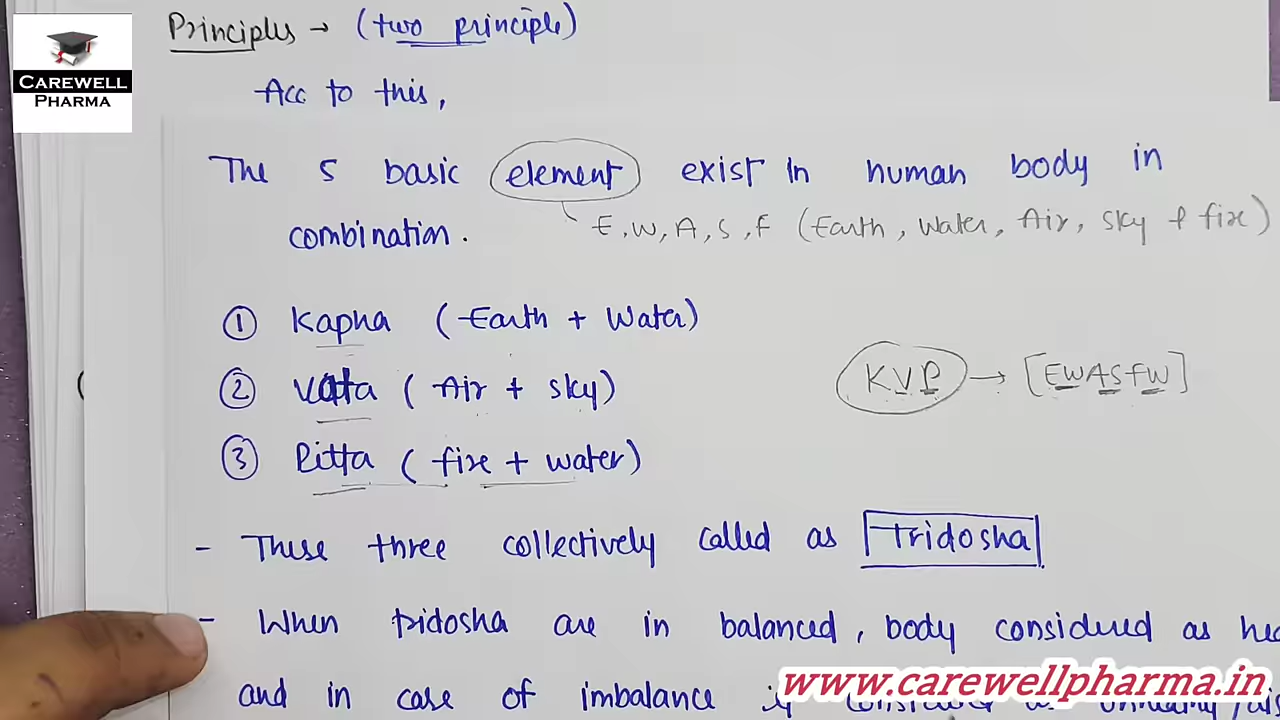 CAREWELL
PHARMA
Principles → (two principle)
Acc to this,
The 5 basic element exist in human body in
combination.
E, W, A, S, F (Earth, Water, Air, Sky & fire)
① Kapha (Earth + Water)
② Vata (Air + sky)
③ Pitta (fire + water)
KVP → [EWASFW]
- These three collectively called as Tridosha
- When tridosha are in balanced, body considered as hea
and in case of imbalance
www.carewellpharma.in